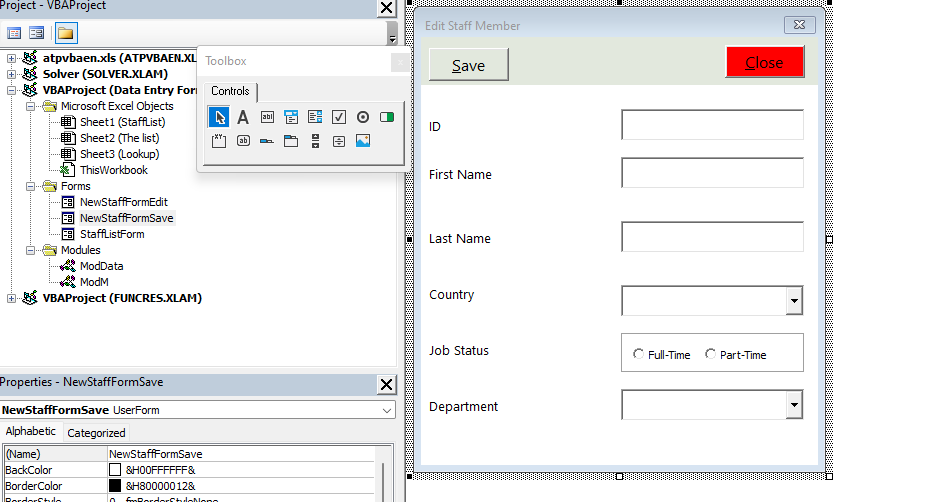 Project - VBAProject
atpvbaen.xls (ATPVBAEN.XL
Solver (SOLVER.XLAM)
VBAProject (Data Entry For
Microsoft Excel Objects
Sheet1 (StaffList)
Sheet2 (The list)
Sheet3 (Lookup)
ThisWorkbook
Forms
NewStaffFormEdit
NewStaffFormSave
StaffListForm
Modules
ModData
ModM
VBAProject (FUNCRES.XLAM)
Toolbox
Controls
A
abl
XY
ab
Properties - NewStaffFormSave
NewStaffFormSave UserForm
Alphabetic Categorized
(Name) NewStaffFormSave
BackColor &H00FFFFFF&
BorderColor &H80000012&
BorderStyle 0 - fmBorderStyleNone
Edit Staff Member
Save Close
ID
First Name
Last Name
Country
Job Status Full-Time Part-Time
Department